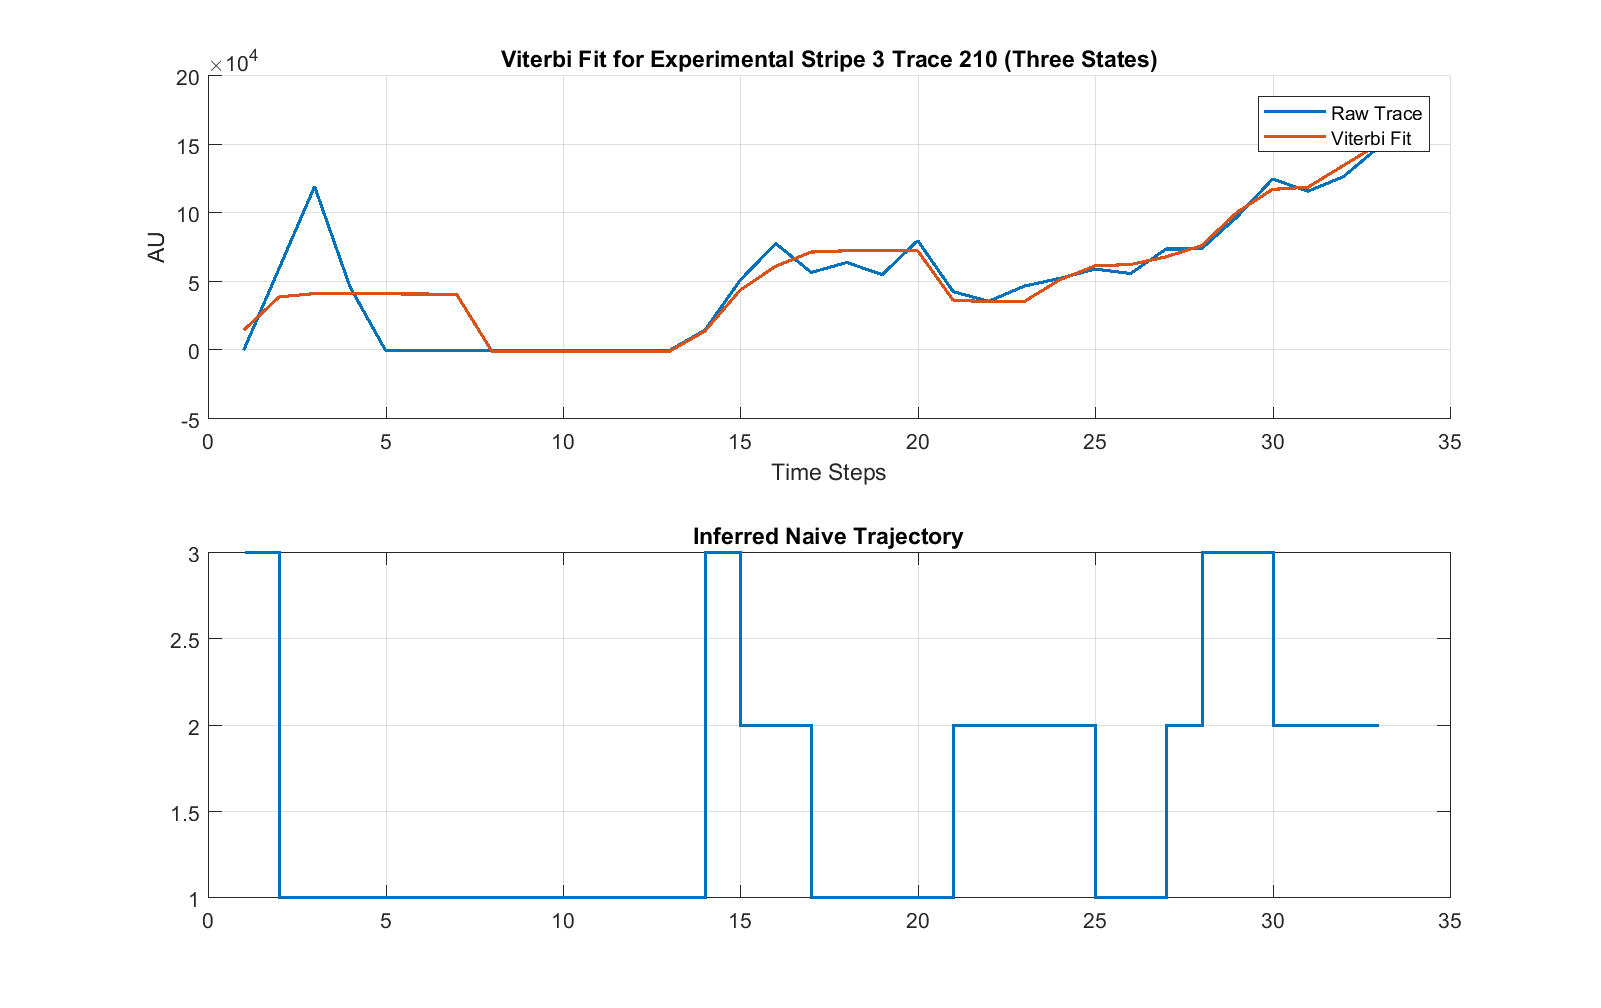 Viterbi Fit for Experimental Stripe 3 Trace 210 (Three States)
×10⁴
20
15
10
5
0
-5
AU
Raw Trace
Viterbi Fit
0 5 10 15 20 25 30 35
Time Steps
Inferred Naive Trajectory
3
2.5
2
1.5
1
0 5 10 15 20 25 30 35